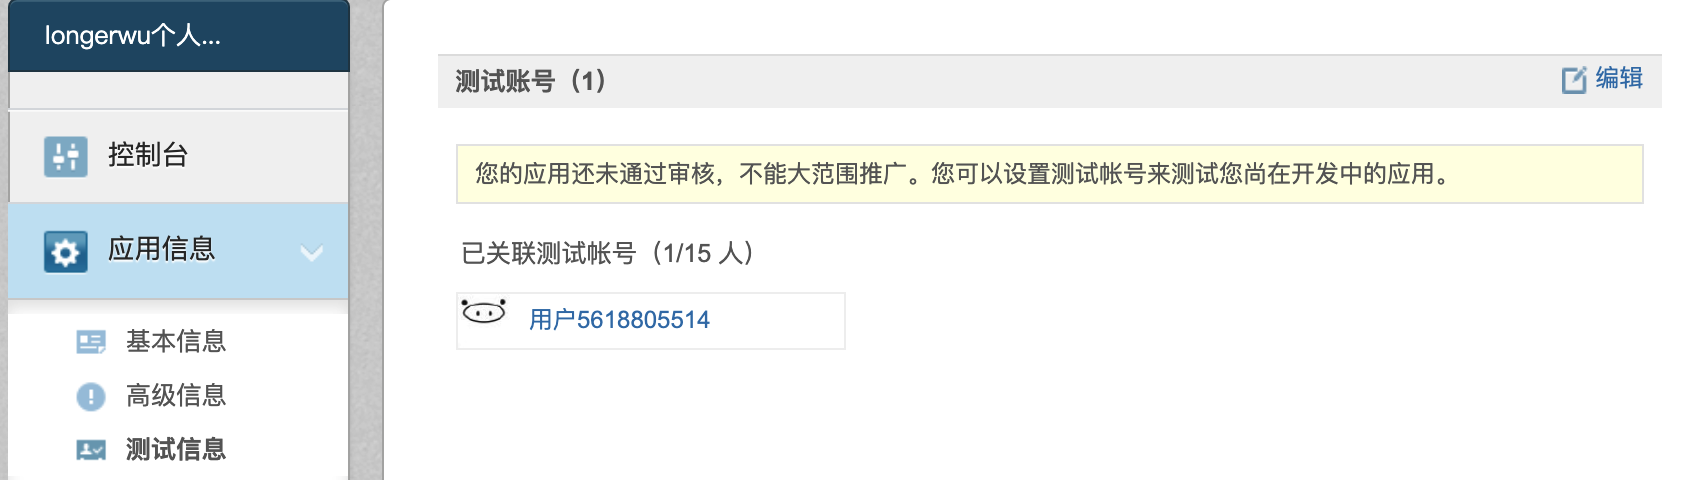 longerwu个人...
控制台
应用信息
基本信息
高级信息
测试信息
测试账号（1）
编辑
您的应用还未通过审核，不能大范围推广。您可以设置测试帐号来测试您尚在开发中的应用。
已关联测试帐号（1/15 人）
用户5618805514